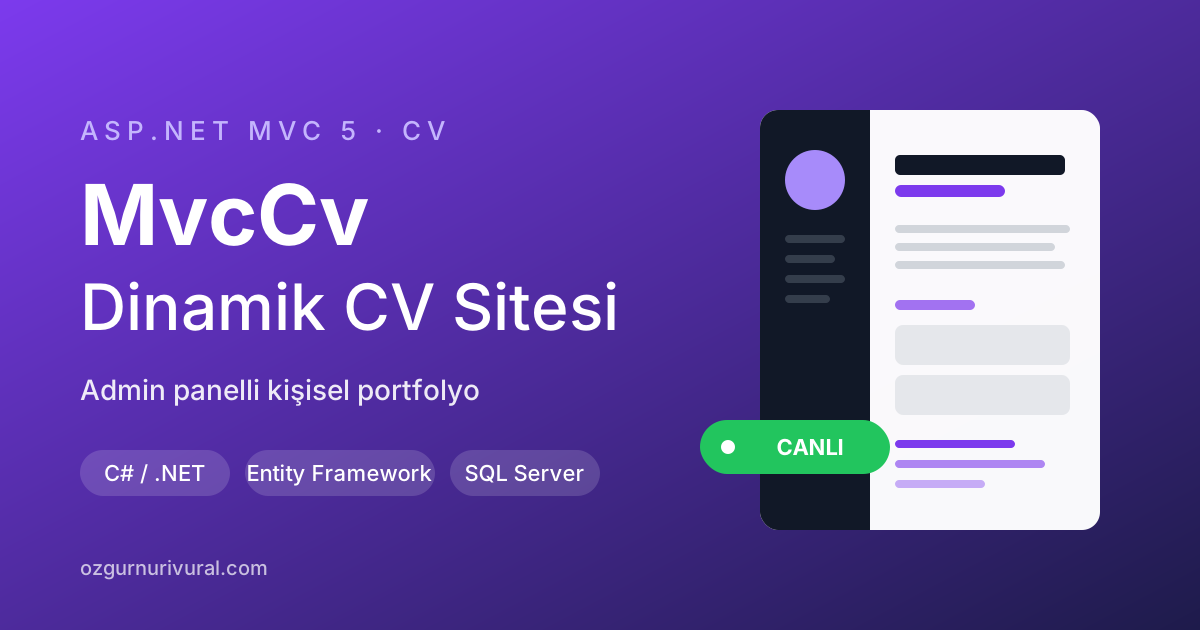 ASP.NET MVC 5 · CV
MvcCv
Dinamik CV Sitesi
Admin panelli kişisel portfolyo
C# / .NET
Entity Framework
SQL Server
CANLI
ozgurnurivural.com